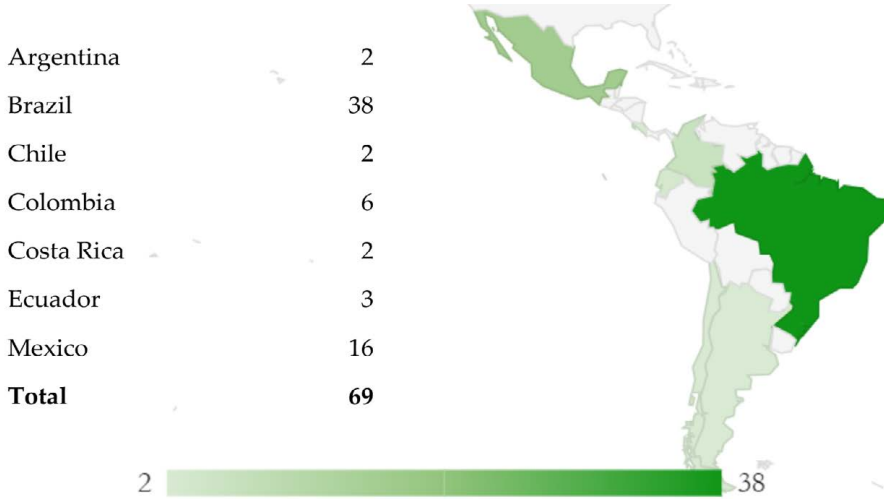 Argentina 2
Brazil 38
Chile 2
Colombia 6
Costa Rica 2
Ecuador 3
Mexico 16
Total 69
2 38